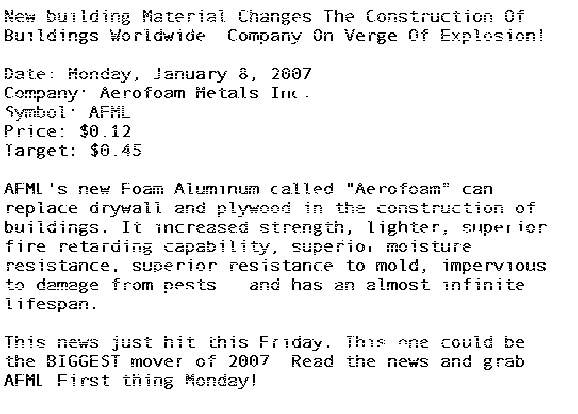 New building Material Changes The Construction Of
Buildings Worldwide  Company On Verge Of Explosion!

Date: Monday, January 8, 2007
Company: Aerofoam Metals Inc.
Symbol: AFML
Price: $0.12
Target: $0.45

AFML's new Foam Aluminum called "Aerofoam" can
replace drywall and plywood in the construction of
buildings. It increased strength, lighter, superior
fire retarding capability, superior moisture
resistance, superior resistance to mold, impervious
to damage from pests  and has an almost infinite
lifespan.

This news just hit this Friday. This one could be
the BIGGEST mover of 2007  Read the news and grab
AFML First thing Monday!